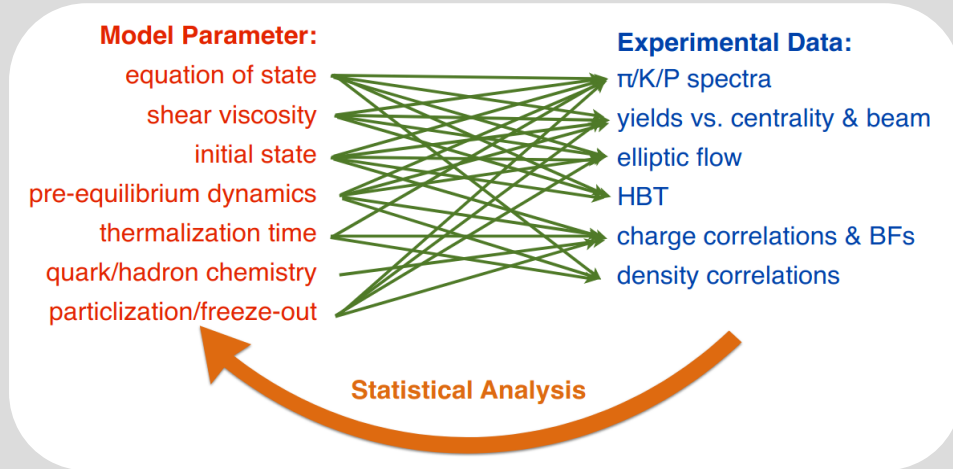 Model Parameter:
equation of state
shear viscosity
initial state
pre-equilibrium dynamics
thermalization time
quark/hadron chemistry
particlization/freeze-out
Experimental Data:
π/K/P spectra
yields vs. centrality & beam
elliptic flow
HBT
charge correlations & BFs
density correlations
Statistical Analysis